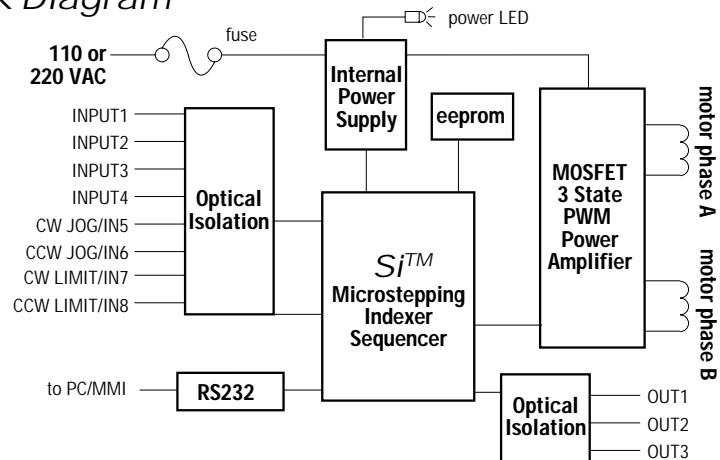 k Diagram
power LED
fuse
110 or
220 VAC
Internal
Power
Supply
eeprom
INPUT1
INPUT2
INPUT3
INPUT4
CW JOG/IN5
CCW JOG/IN6
CW LIMIT/IN7
CCW LIMIT/IN8
Optical
Isolation
Si™
Microstepping
Indexer
Sequencer
MOSFET
3 State
PWM
Power
Amplifier
motor phase A
motor phase B
to PC/MMI
RS232
Optical
Isolation
OUT1
OUT2
OUT3